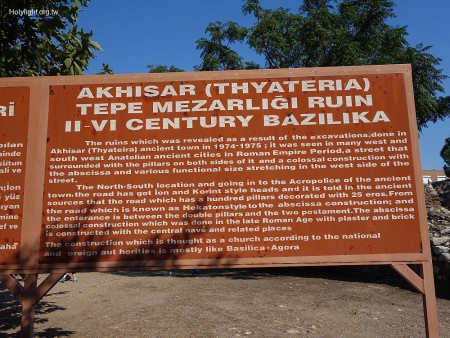 Holylight.org.tw
AKHISAR (THYATERIA)
TEPE MEZARLIĞI RUIN
II-VI CENTURY BAZILIKA
The ruins which was revealed as a result of the excavations,done in
Akhisar (Thyateira) ancient town in 1974-1975 ; it was seen in many west and
south west Anatolian ancient cities in Roman Empire Period,a street that
surrounded with the pillars on both sides of it and a colossal construction with
the abscissa and various functional size stretching in the west side of the
street.
The North-South location and going in to the Acropolice of the ancient
town the road has got Ion and Korint style heads and it is told in the ancient
sources that the road which has a hundred pillars decorated with 25 eros.From
the road which is known as Hekatonstyle to the abscissa construction; and
the enterance is between the double pillars and the two postament.The abscissa
colossal construction which was done in the late Roman Age with plaster and brick
is constructed with the central nave and related places
The construction which is thought as a church according to the national
and foreign aut horities is mostly like Basilica+Agora